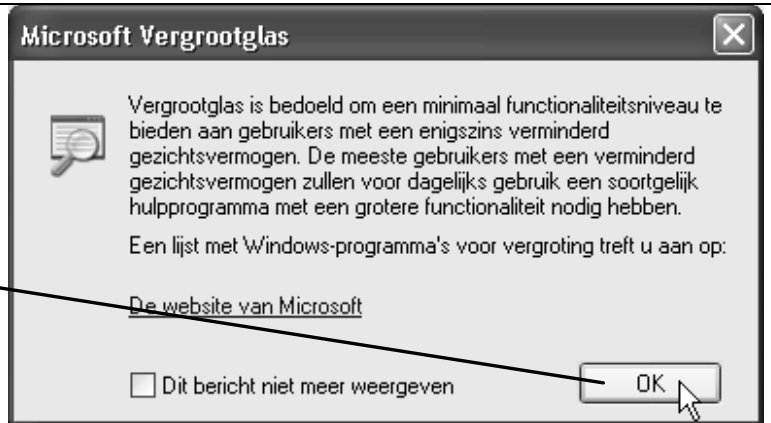 Microsoft Vergrootglas
Vergrootglas is bedoeld om een minimaal functionaliteitsniveau te
bieden aan gebruikers met een enigszins verminderd
gezichtsvermogen. De meeste gebruikers met een verminderd
gezichtsvermogen zullen voor dagelijks gebruik een soortgelijk
hulpprogramma met een grotere functionaliteit nodig hebben.
Een lijst met Windows-programma's voor vergroting treft u aan op:
De website van Microsoft
Dit bericht niet meer weergeven
OK